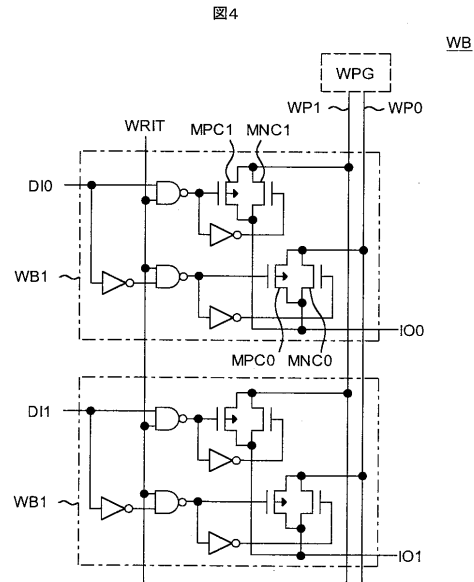 図4
WB
WPG
WP1
WP0
WRIT
MPC1
MNC1
DI0
WB1
MPC0
MNC0
IO0
DI1
WB1
IO1